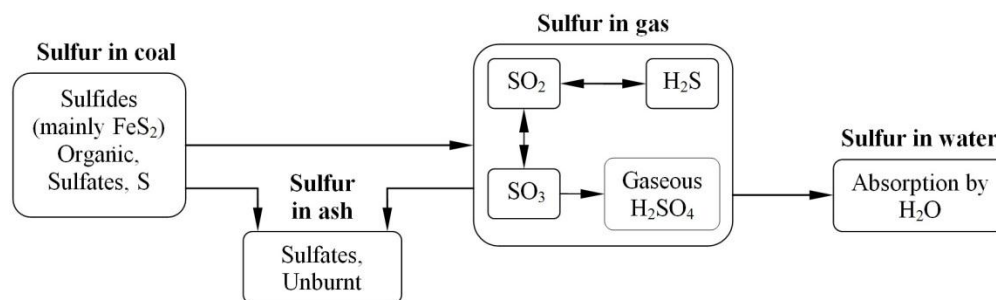 Sulfur in coal
Sulfides
(mainly FeS₂)
Organic,
Sulfates, S
Sulfur
in ash
Sulfates,
Unburnt
Sulfur in gas
SO₂
H₂S
SO₃
Gaseous
H₂SO₄
Sulfur in water
Absorption by
H₂O